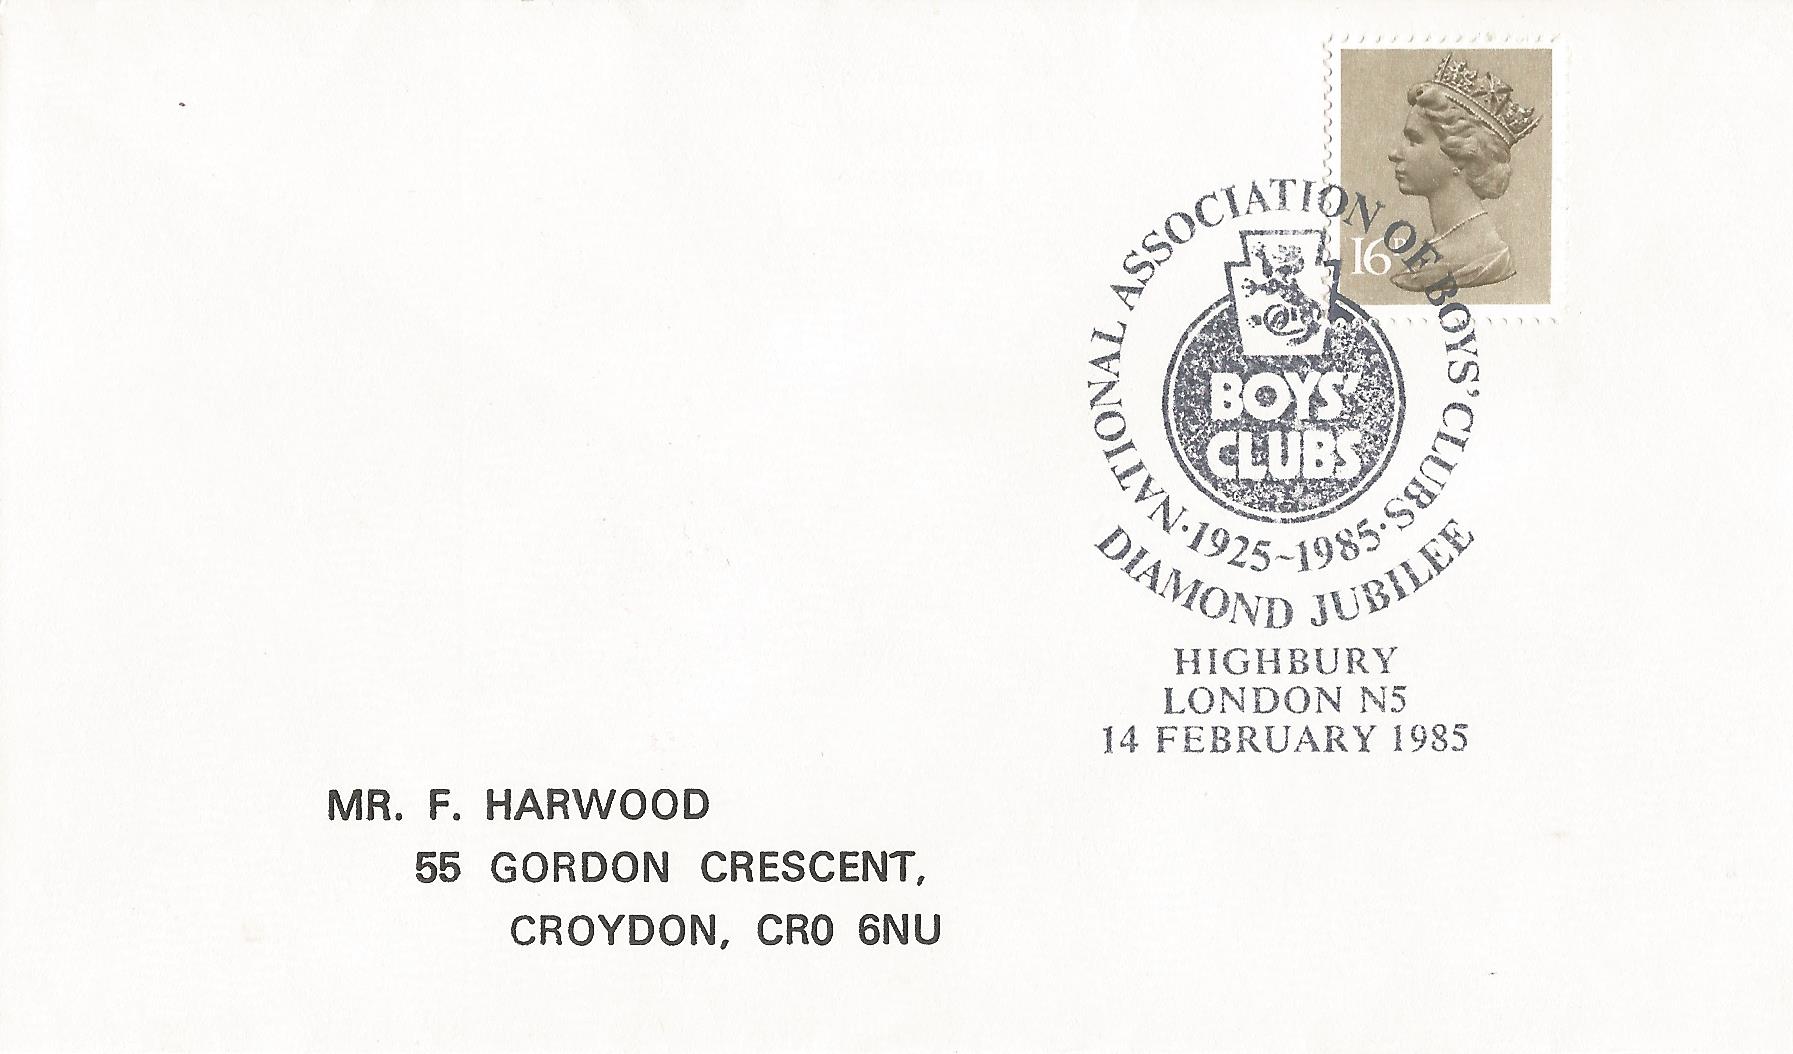 16P
NATIONAL ASSOCIATION OF BOYS' CLUBS
BOYS'
CLUBS
·1925~1985·
DIAMOND JUBILEE
HIGHBURY
LONDON N5
14 FEBRUARY 1985
MR. F. HARWOOD
55 GORDON CRESCENT,
CROYDON, CR0 6NU